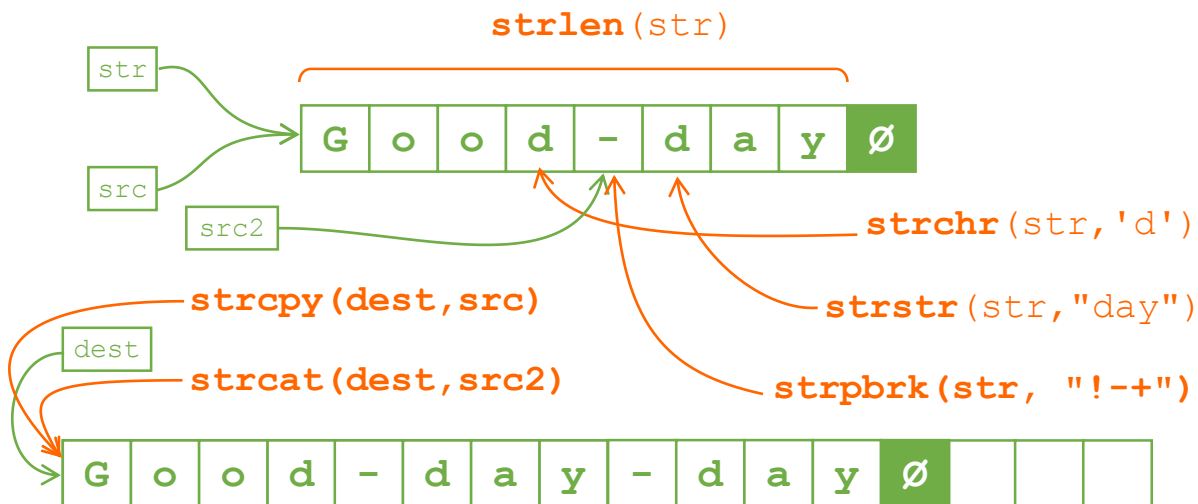 strlen(str)
str
G o o d - d a y Ø
src
src2
strchr(str,'d')
strcpy(dest,src)
strstr(str,"day")
dest
strcat(dest,src2)
strpbrk(str, "!-+")
G o o d - d a y - d a y Ø